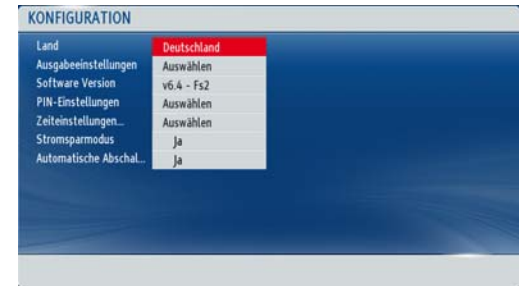 KONFIGURATION
Land Deutschland
Ausgabeeinstellungen Auswählen
Software Version v6.4 - Fs2
PIN-Einstellungen Auswählen
Zeiteinstellungen... Auswählen
Stromsparmodus Ja
Automatische Abschal... Ja